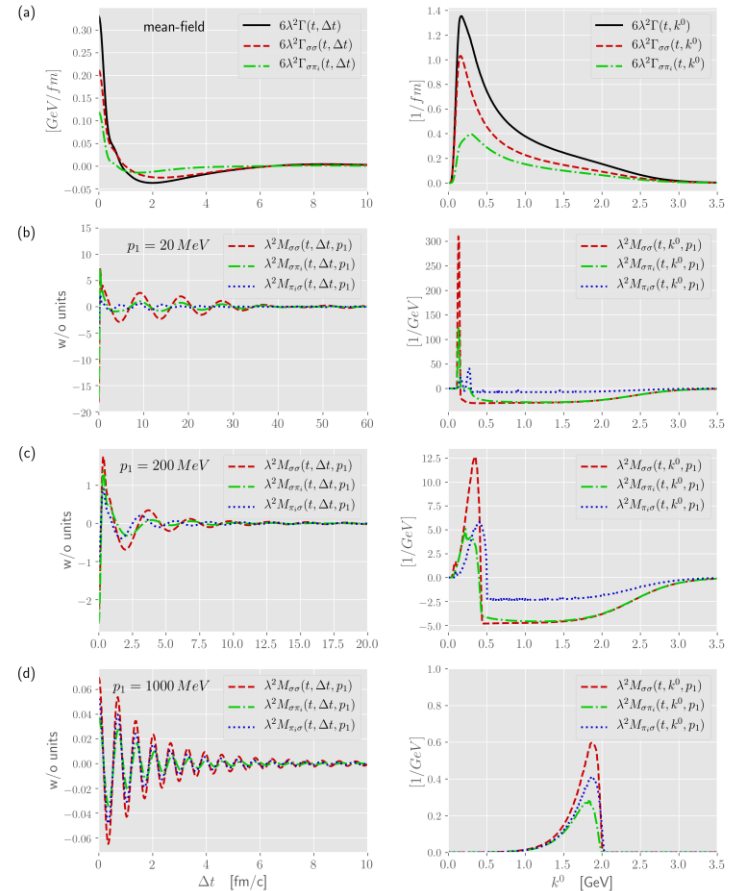 (a)
mean-field
6λ²Γ(t, Δt)
6λ²Γσσ(t, Δt)
6λ²Γσπᵢ(t, Δt)
[GeV/fm]
0.30
0.25
0.20
0.15
0.10
0.05
0.00
−0.05
0 2 4 6 8 10
6λ²Γ(t, k⁰)
6λ²Γσσ(t, k⁰)
6λ²Γσπᵢ(t, k⁰)
[1/fm]
1.4
1.2
1.0
0.8
0.6
0.4
0.2
0.0
0.0 0.5 1.0 1.5 2.0 2.5 3.0 3.5
(b)
p₁ = 20 MeV
λ²Mσσ(t, Δt, p₁)
λ²Mσπᵢ(t, Δt, p₁)
λ²Mπᵢσ(t, Δt, p₁)
w/o units
15
10
5
0
−5
−10
−15
−20
0 10 20 30 40 50 60
λ²Mσσ(t, k⁰, p₁)
λ²Mσπᵢ(t, k⁰, p₁)
λ²Mπᵢσ(t, k⁰, p₁)
[1/GeV]
300
250
200
150
100
50
0
0.0 0.5 1.0 1.5 2.0 2.5 3.0 3.5
(c)
p₁ = 200 MeV
λ²Mσσ(t, Δt, p₁)
λ²Mσπᵢ(t, Δt, p₁)
λ²Mπᵢσ(t, Δt, p₁)
w/o units
1
0
−1
−2
0.0 2.5 5.0 7.5 10.0 12.5 15.0 17.5 20.0
λ²Mσσ(t, k⁰, p₁)
λ²Mσπᵢ(t, k⁰, p₁)
λ²Mπᵢσ(t, k⁰, p₁)
[1/GeV]
12.5
10.0
7.5
5.0
2.5
0.0
−2.5
−5.0
0.0 0.5 1.0 1.5 2.0 2.5 3.0 3.5
(d)
p₁ = 1000 MeV
λ²Mσσ(t, Δt, p₁)
λ²Mσπᵢ(t, Δt, p₁)
λ²Mπᵢσ(t, Δt, p₁)
w/o units
0.06
0.04
0.02
0.00
−0.02
−0.04
−0.06
0 2 4 6 8 10
Δt [fm/c]
λ²Mσσ(t, k⁰, p₁)
λ²Mσπᵢ(t, k⁰, p₁)
λ²Mπᵢσ(t, k⁰, p₁)
[1/GeV]
1.0
0.8
0.6
0.4
0.2
0.0
0.0 0.5 1.0 1.5 2.0 2.5 3.0 3.5
k⁰ [GeV]